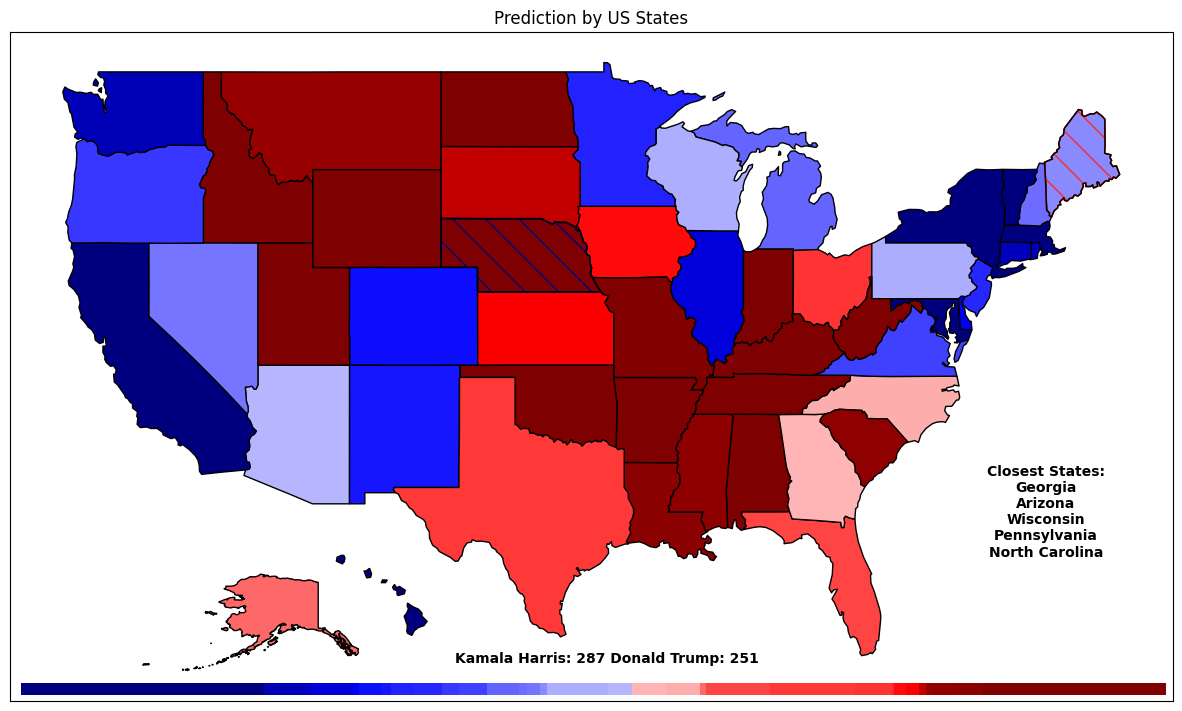 Prediction by US States
Closest States:
Georgia
Arizona
Wisconsin
Pennsylvania
North Carolina
Kamala Harris: 287 Donald Trump: 251